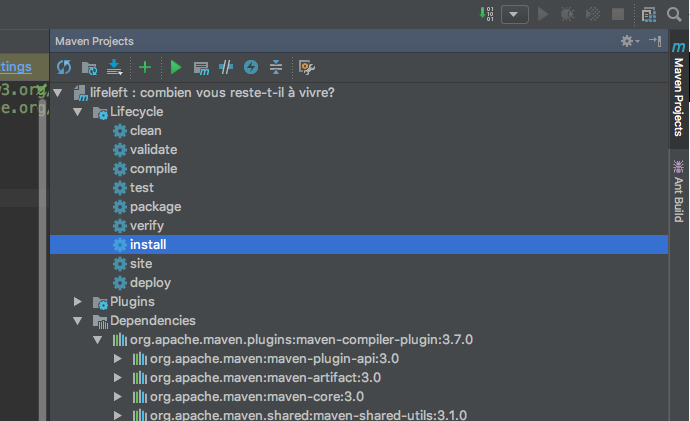 Maven Projects
ttings
lifeleft : combien vous reste-t-il à vivre?
w3.org/
e.org/
Lifecycle
clean
validate
compile
test
package
verify
install
site
deploy
Plugins
Dependencies
org.apache.maven.plugins:maven-compiler-plugin:3.7.0
org.apache.maven:maven-plugin-api:3.0
org.apache.maven:maven-artifact:3.0
org.apache.maven:maven-core:3.0
org.apache.maven.shared:maven-shared-utils:3.1.0
Maven Projects
Ant Build